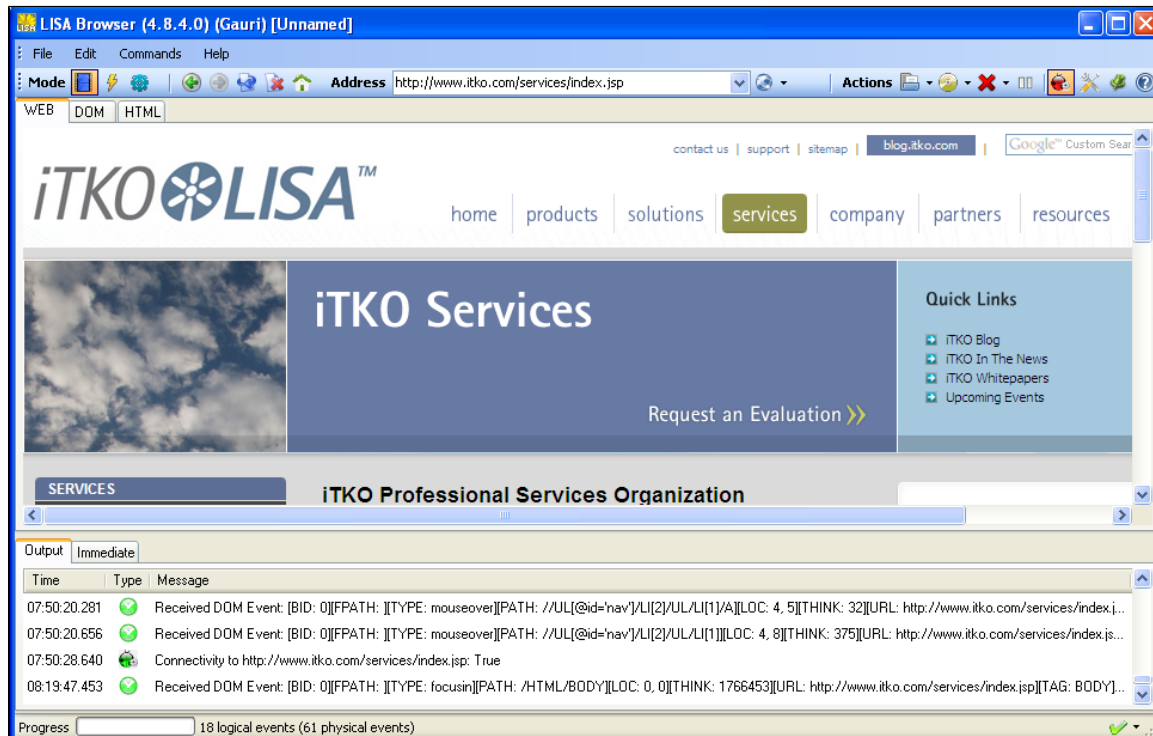 LISA Browser (4.8.4.0) (Gauri) [Unnamed]
File Edit Commands Help
Mode Address http://www.itko.com/services/index.jsp Actions
WEB DOM HTML
contact us | support | sitemap | blog.itko.com | Google™ Custom Sear
iTKO LISA™
home products solutions services company partners resources
iTKO Services
Request an Evaluation
Quick Links
iTKO Blog
iTKO In The News
iTKO Whitepapers
Upcoming Events
SERVICES
iTKO Professional Services Organization
Output Immediate
Time Type Message
07:50:20.281 Received DOM Event: [BID: 0][FPATH: ][TYPE: mouseover][PATH: //UL[@id='nav']/LI[2]/UL/LI[1]/A][LOC: 4, 5][THINK: 32][URL: http://www.itko.com/services/index.j...
07:50:20.656 Received DOM Event: [BID: 0][FPATH: ][TYPE: mouseover][PATH: //UL[@id='nav']/LI[2]/UL/LI[1]][LOC: 4, 8][THINK: 375][URL: http://www.itko.com/services/index.js...
07:50:28.640 Connectivity to http://www.itko.com/services/index.jsp: True
08:19:47.453 Received DOM Event: [BID: 0][FPATH: ][TYPE: focusin][PATH: /HTML/BODY][LOC: 0, 0][THINK: 1766453][URL: http://www.itko.com/services/index.jsp][TAG: BODY]...
Progress 18 logical events (61 physical events)